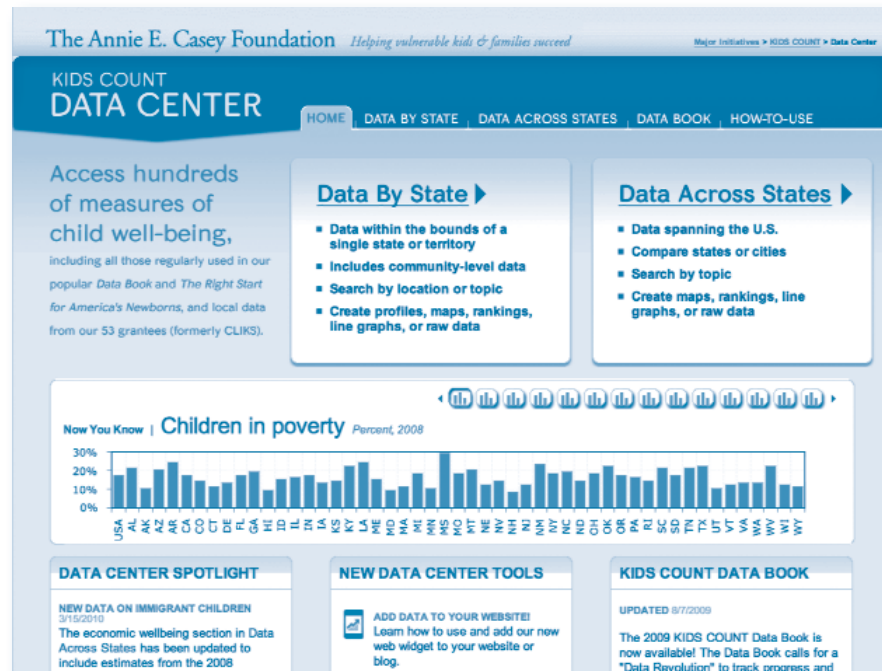 The Annie E. Casey Foundation Helping vulnerable kids & families succeed
Major Initiatives > KIDS COUNT > Data Center
KIDS COUNT
DATA CENTER
HOME DATA BY STATE DATA ACROSS STATES DATA BOOK HOW-TO-USE
Access hundreds
of measures of
child well-being,
including all those regularly used in our
popular Data Book and The Right Start
for America's Newborns, and local data
from our 53 grantees (formerly CLIKS).
Data By State
Data within the bounds of a
single state or territory
Includes community-level data
Search by location or topic
Create profiles, maps, rankings,
line graphs, or raw data
Data Across States
Data spanning the U.S.
Compare states or cities
Search by topic
Create maps, rankings, line
graphs, or raw data
Now You Know | Children in poverty Percent, 2008
30%
20%
10%
0%
USA AL AK AZ AR CA CO CT DE FL GA HI ID IL IN IA KS KY LA ME MD MA MI MN MS MO MT NE NV NH NJ NM NY NC ND OH OK OR PA RI SC SD TN TX UT VT VA WA WV WI WY
DATA CENTER SPOTLIGHT
NEW DATA ON IMMIGRANT CHILDREN
3/15/2010
The economic wellbeing section in Data
Across States has been updated to
include estimates from the 2008
NEW DATA CENTER TOOLS
ADD DATA TO YOUR WEBSITE!
Learn how to use and add our new
web widget to your website or
blog.
KIDS COUNT DATA BOOK
UPDATED 8/7/2009
The 2009 KIDS COUNT Data Book is
now available! The Data Book calls for a
"Data Revolution" to track progress and